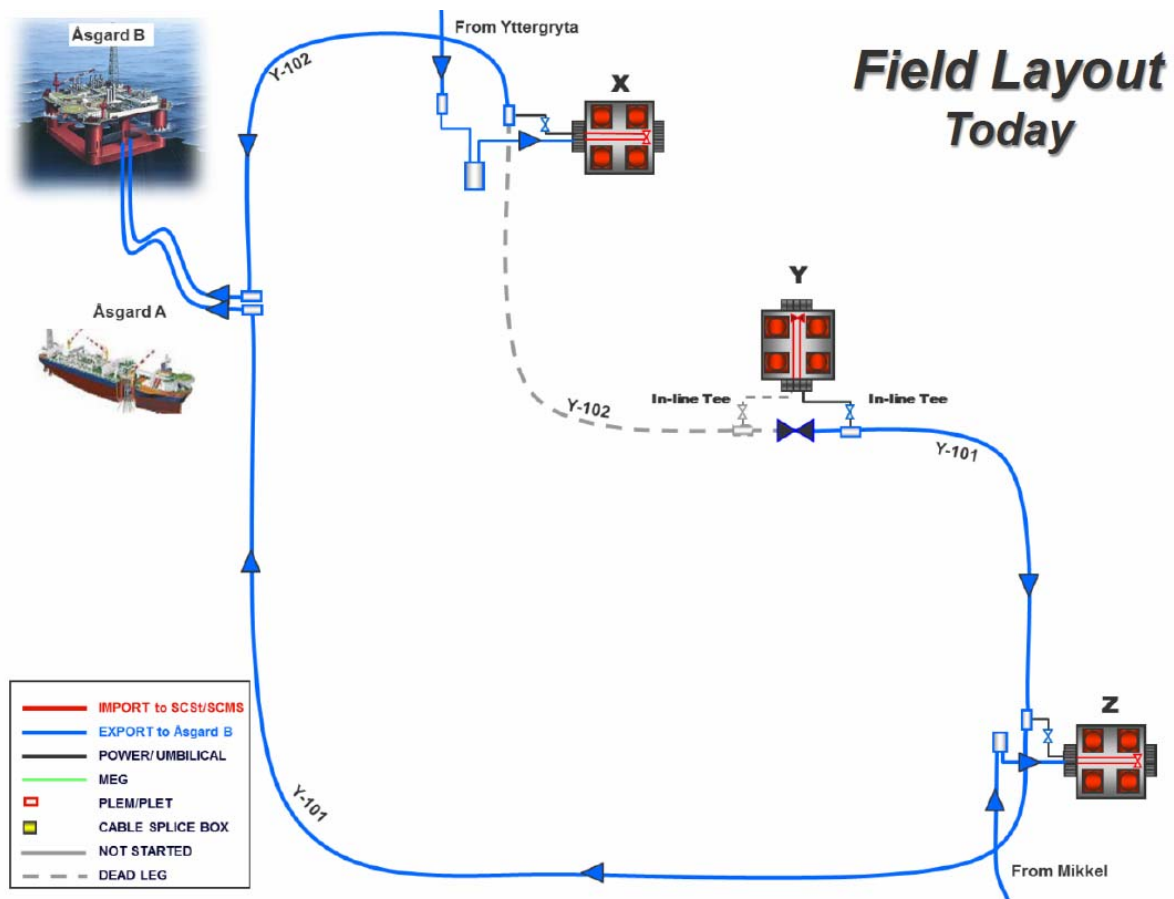 Åsgard B
From Yttergryta
Field Layout
Today
Y-102
X
Åsgard A
Y
In-line Tee
In-line Tee
Y-102
Y-101
Z
IMPORT to SCSt/SCMS
EXPORT to Åsgard B
POWER/ UMBILICAL
MEG
PLEM/PLET
CABLE SPLICE BOX
NOT STARTED
DEAD LEG
Y-101
From Mikkel